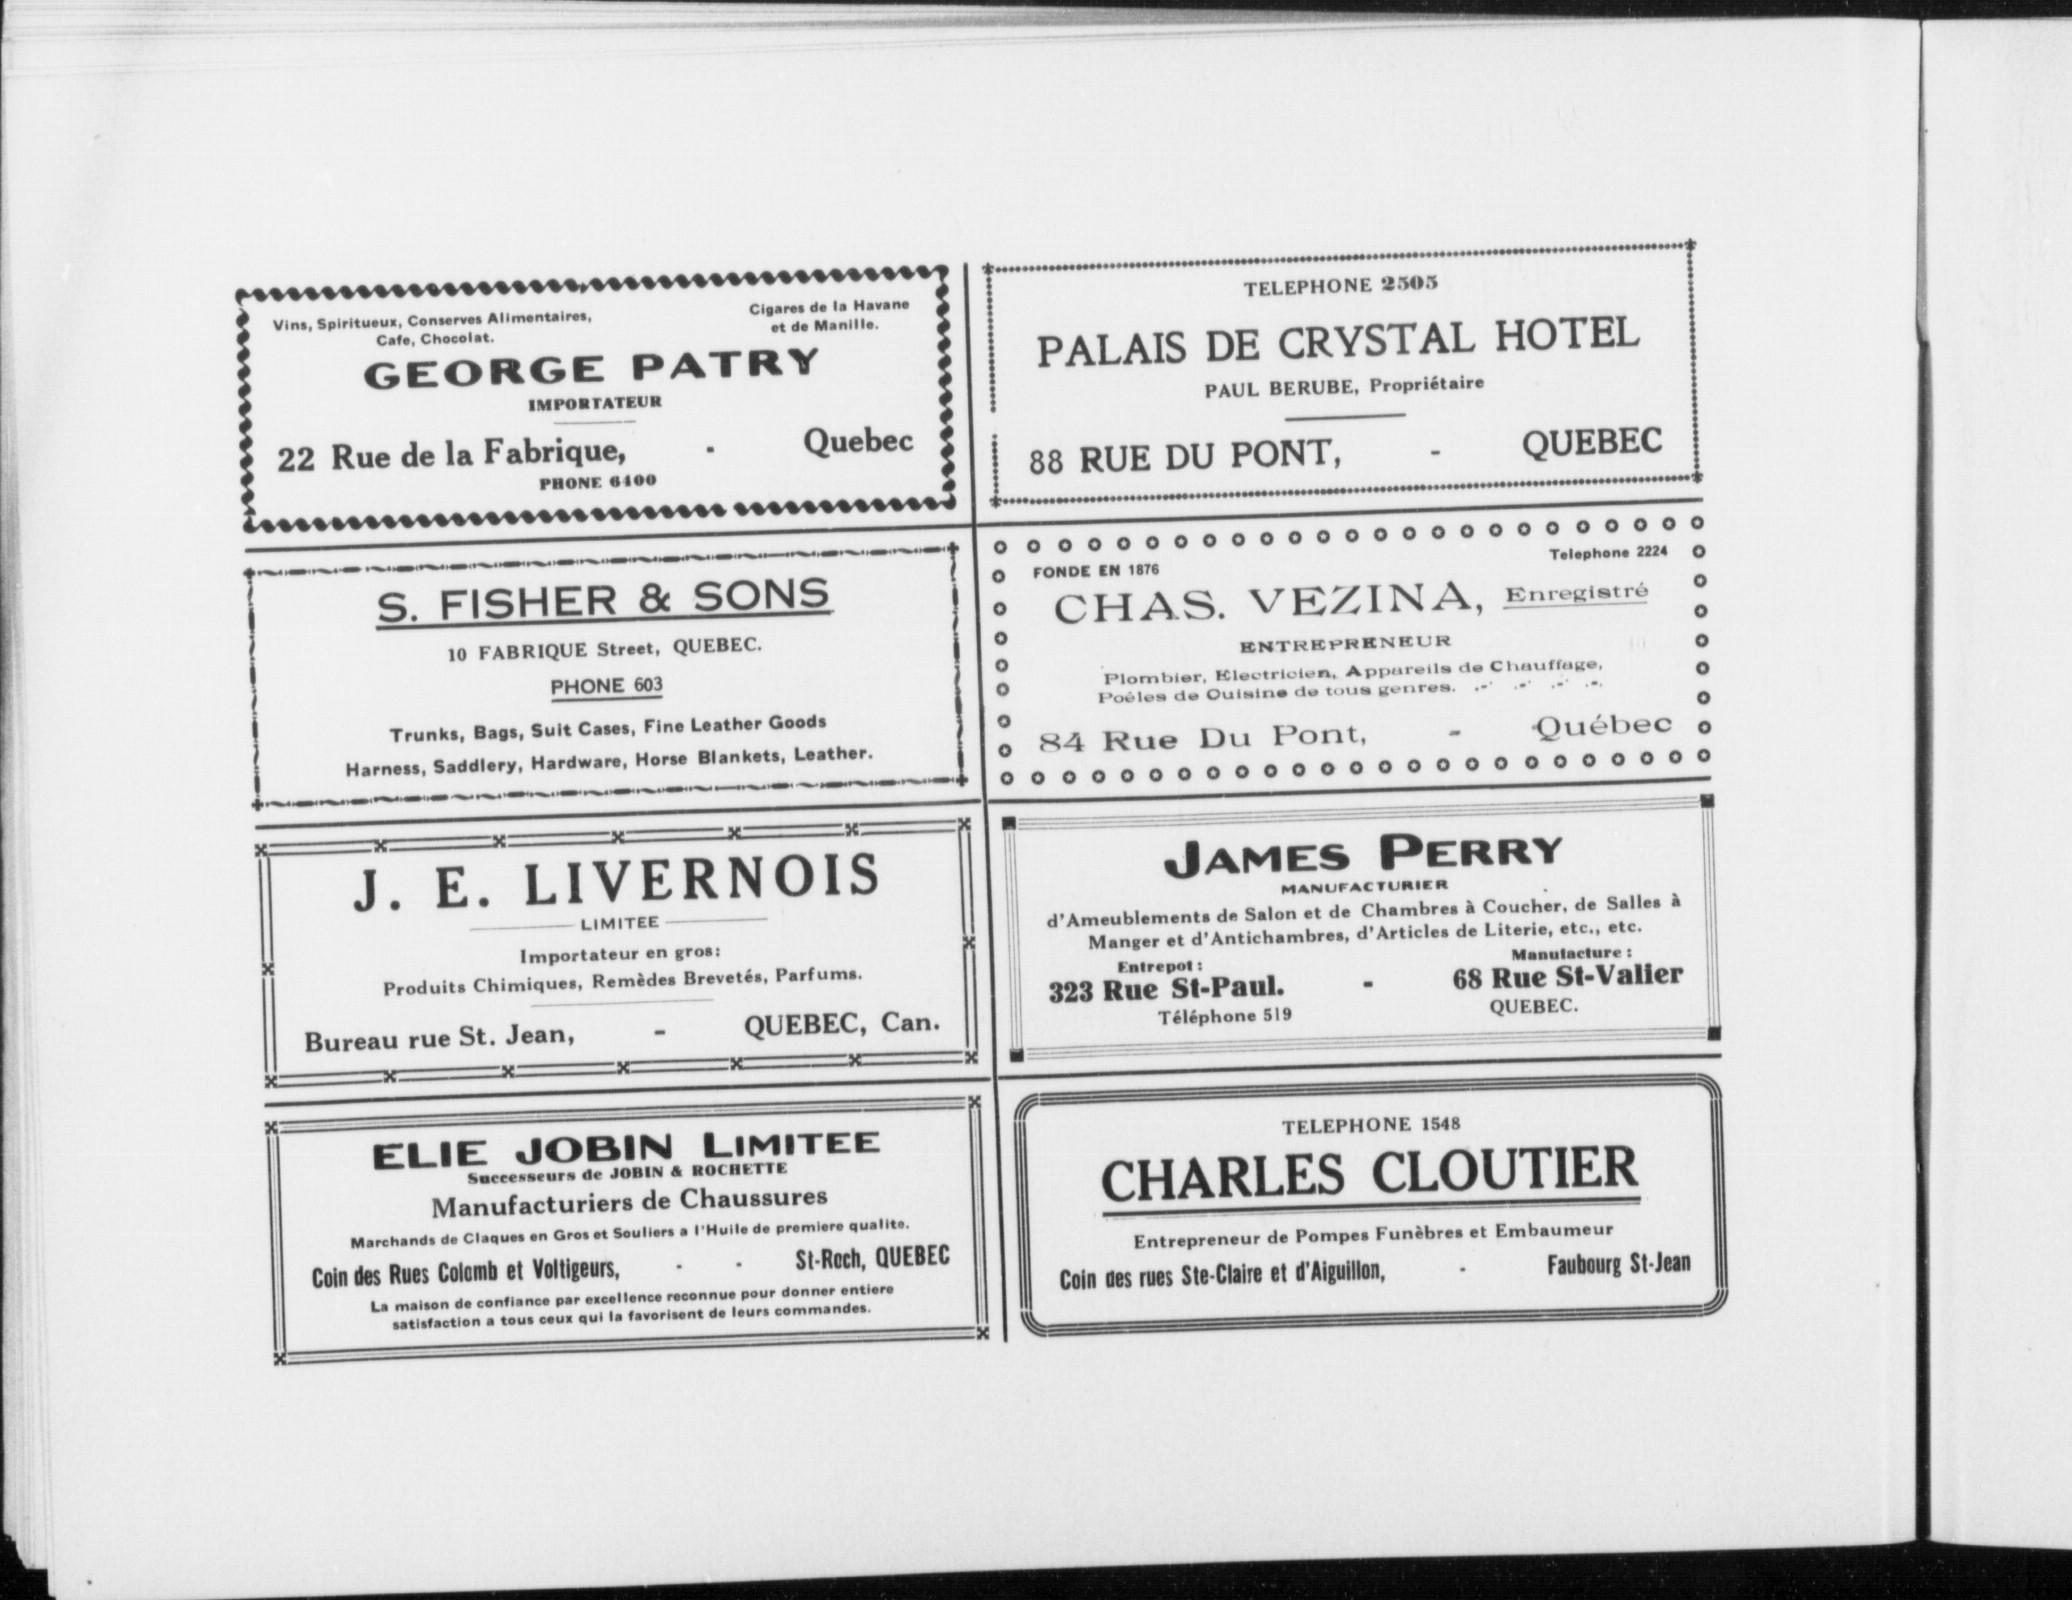 Vins, Spiritueux, Conserves Alimentaires,
Cafe, Chocolat.
Cigares de la Havane
et de Manille.
GEORGE PATRY
IMPORTATEUR
22 Rue de la Fabrique, - Quebec
PHONE 6400
TELEPHONE 2505
PALAIS DE CRYSTAL HOTEL
PAUL BERUBE, Propriétaire
88 RUE DU PONT, - QUEBEC
S. FISHER & SONS
10 FABRIQUE Street, QUEBEC.
PHONE 603
Trunks, Bags, Suit Cases, Fine Leather Goods
Harness, Saddlery, Hardware, Horse Blankets, Leather.
Telephone 2224
FONDE EN 1876
CHAS. VEZINA, Enregistré
ENTREPRENEUR
Plombier, Electricien, Appareils de Chauffage,
Poêles de Cuisine de tous genres.
84 Rue Du Pont, - Québec
J. E. LIVERNOIS
LIMITEE
Importateur en gros:
Produits Chimiques, Remèdes Brevetés, Parfums.
Bureau rue St. Jean, - QUEBEC, Can.
JAMES PERRY
MANUFACTURIER
d'Ameublements de Salon et de Chambres à Coucher, de Salles à
Manger et d'Antichambres, d'Articles de Literie, etc., etc.
Entrepot : Manufacture :
323 Rue St-Paul. - 68 Rue St-Valier
Téléphone 519 QUEBEC.
ELIE JOBIN LIMITEE
Successeurs de JOBIN & ROCHETTE
Manufacturiers de Chaussures
Marchands de Claques en Gros et Souliers a l'Huile de premiere qualite.
Coin des Rues Colomb et Voltigeurs, - - St-Roch, QUEBEC
La maison de confiance par excellence reconnue pour donner entiere
satisfaction a tous ceux qui la favorisent de leurs commandes.
TELEPHONE 1548
CHARLES CLOUTIER
Entrepreneur de Pompes Funèbres et Embaumeur
Coin des rues Ste-Claire et d'Aiguillon, - Faubourg St-Jean